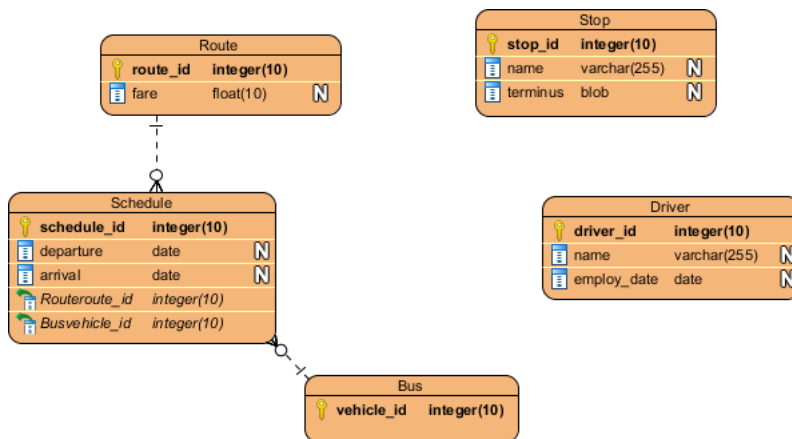 Route
route_id integer(10)
fare float(10) N
Stop
stop_id integer(10)
name varchar(255) N
terminus blob N
Schedule
schedule_id integer(10)
departure date N
arrival date N
Routeroute_id integer(10)
Busvehicle_id integer(10)
Driver
driver_id integer(10)
name varchar(255) N
employ_date date N
Bus
vehicle_id integer(10)